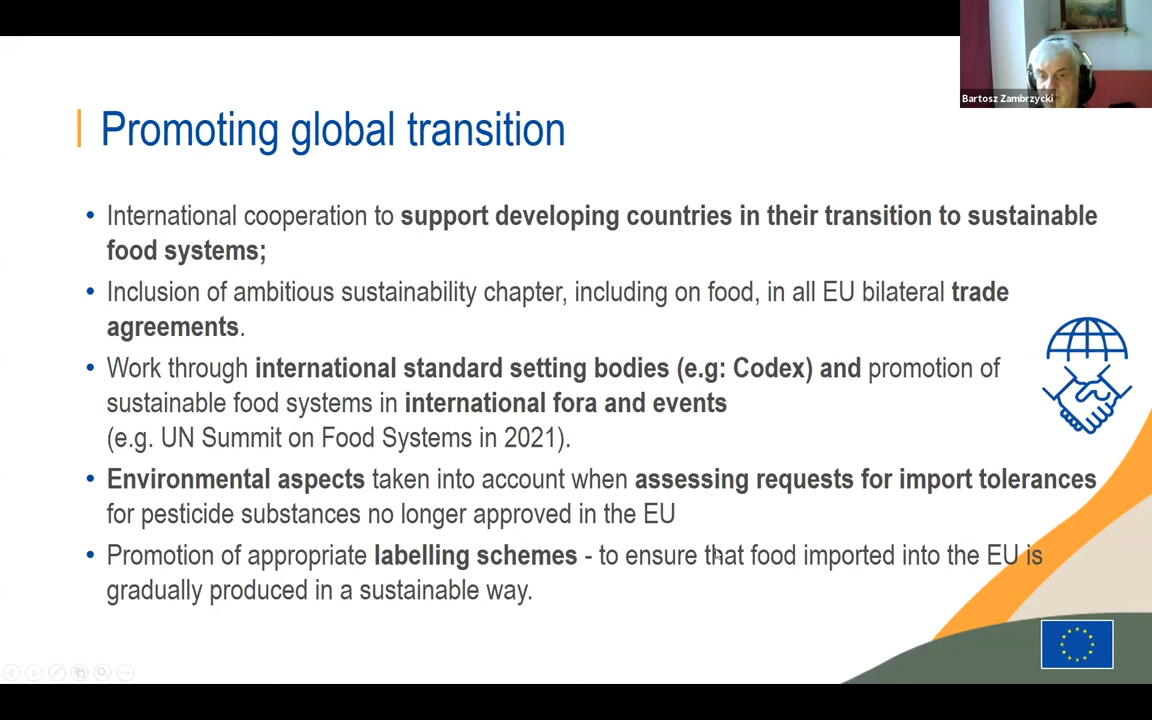 Bartosz Zambrzycki
Promoting global transition
• International cooperation to support developing countries in their transition to sustainable
food systems;
• Inclusion of ambitious sustainability chapter, including on food, in all EU bilateral trade
agreements.
• Work through international standard setting bodies (e.g: Codex) and promotion of
sustainable food systems in international fora and events
(e.g. UN Summit on Food Systems in 2021).
• Environmental aspects taken into account when assessing requests for import tolerances
for pesticide substances no longer approved in the EU
• Promotion of appropriate labelling schemes - to ensure that food imported into the EU is
gradually produced in a sustainable way.